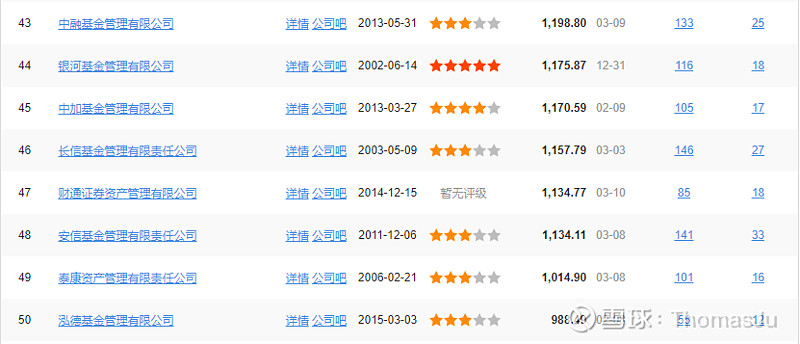 43 中融基金管理有限公司 详情 公司吧 2013-05-31 1,198.80 03-09 133 25
44 银河基金管理有限公司 详情 公司吧 2002-06-14 1,175.87 12-31 116 18
45 中加基金管理有限公司 详情 公司吧 2013-03-27 1,170.59 02-09 105 17
46 长信基金管理有限责任公司 详情 公司吧 2003-05-09 1,157.79 03-03 146 27
47 财通证券资产管理有限公司 详情 公司吧 2014-12-15 暂无评级 1,134.77 03-10 85 18
48 安信基金管理有限责任公司 详情 公司吧 2011-12-06 1,134.11 03-08 141 33
49 泰康资产管理有限责任公司 详情 公司吧 2006-02-21 1,014.90 03-08 101 16
50 泓德基金管理有限公司 详情 公司吧 2015-03-03 12
雪球：